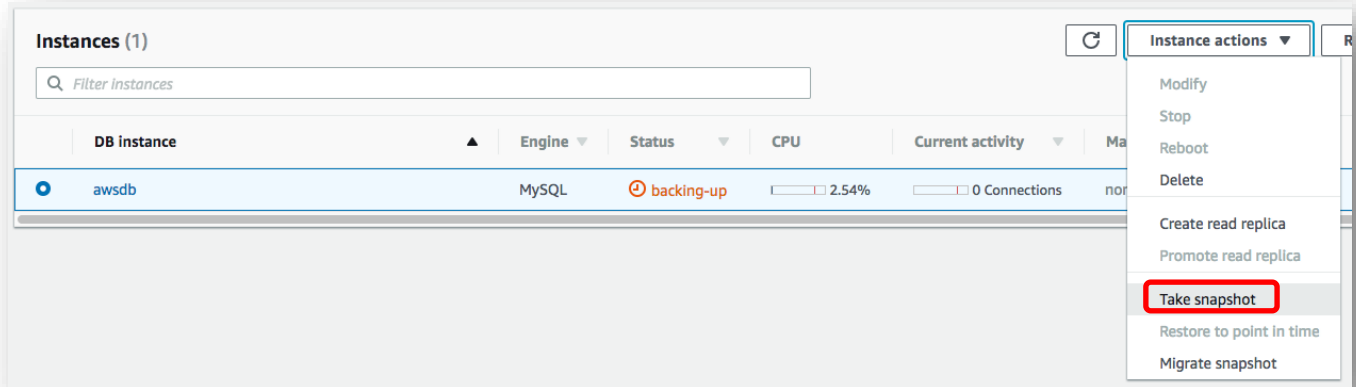 Instances (1)
Instance actions
R
Filter instances
Modify
Stop
DB instance Engine Status CPU Current activity Ma
Reboot
awsdb MySQL backing-up 2.54% 0 Connections non
Delete
Create read replica
Promote read replica
Take snapshot
Restore to point in time
Migrate snapshot